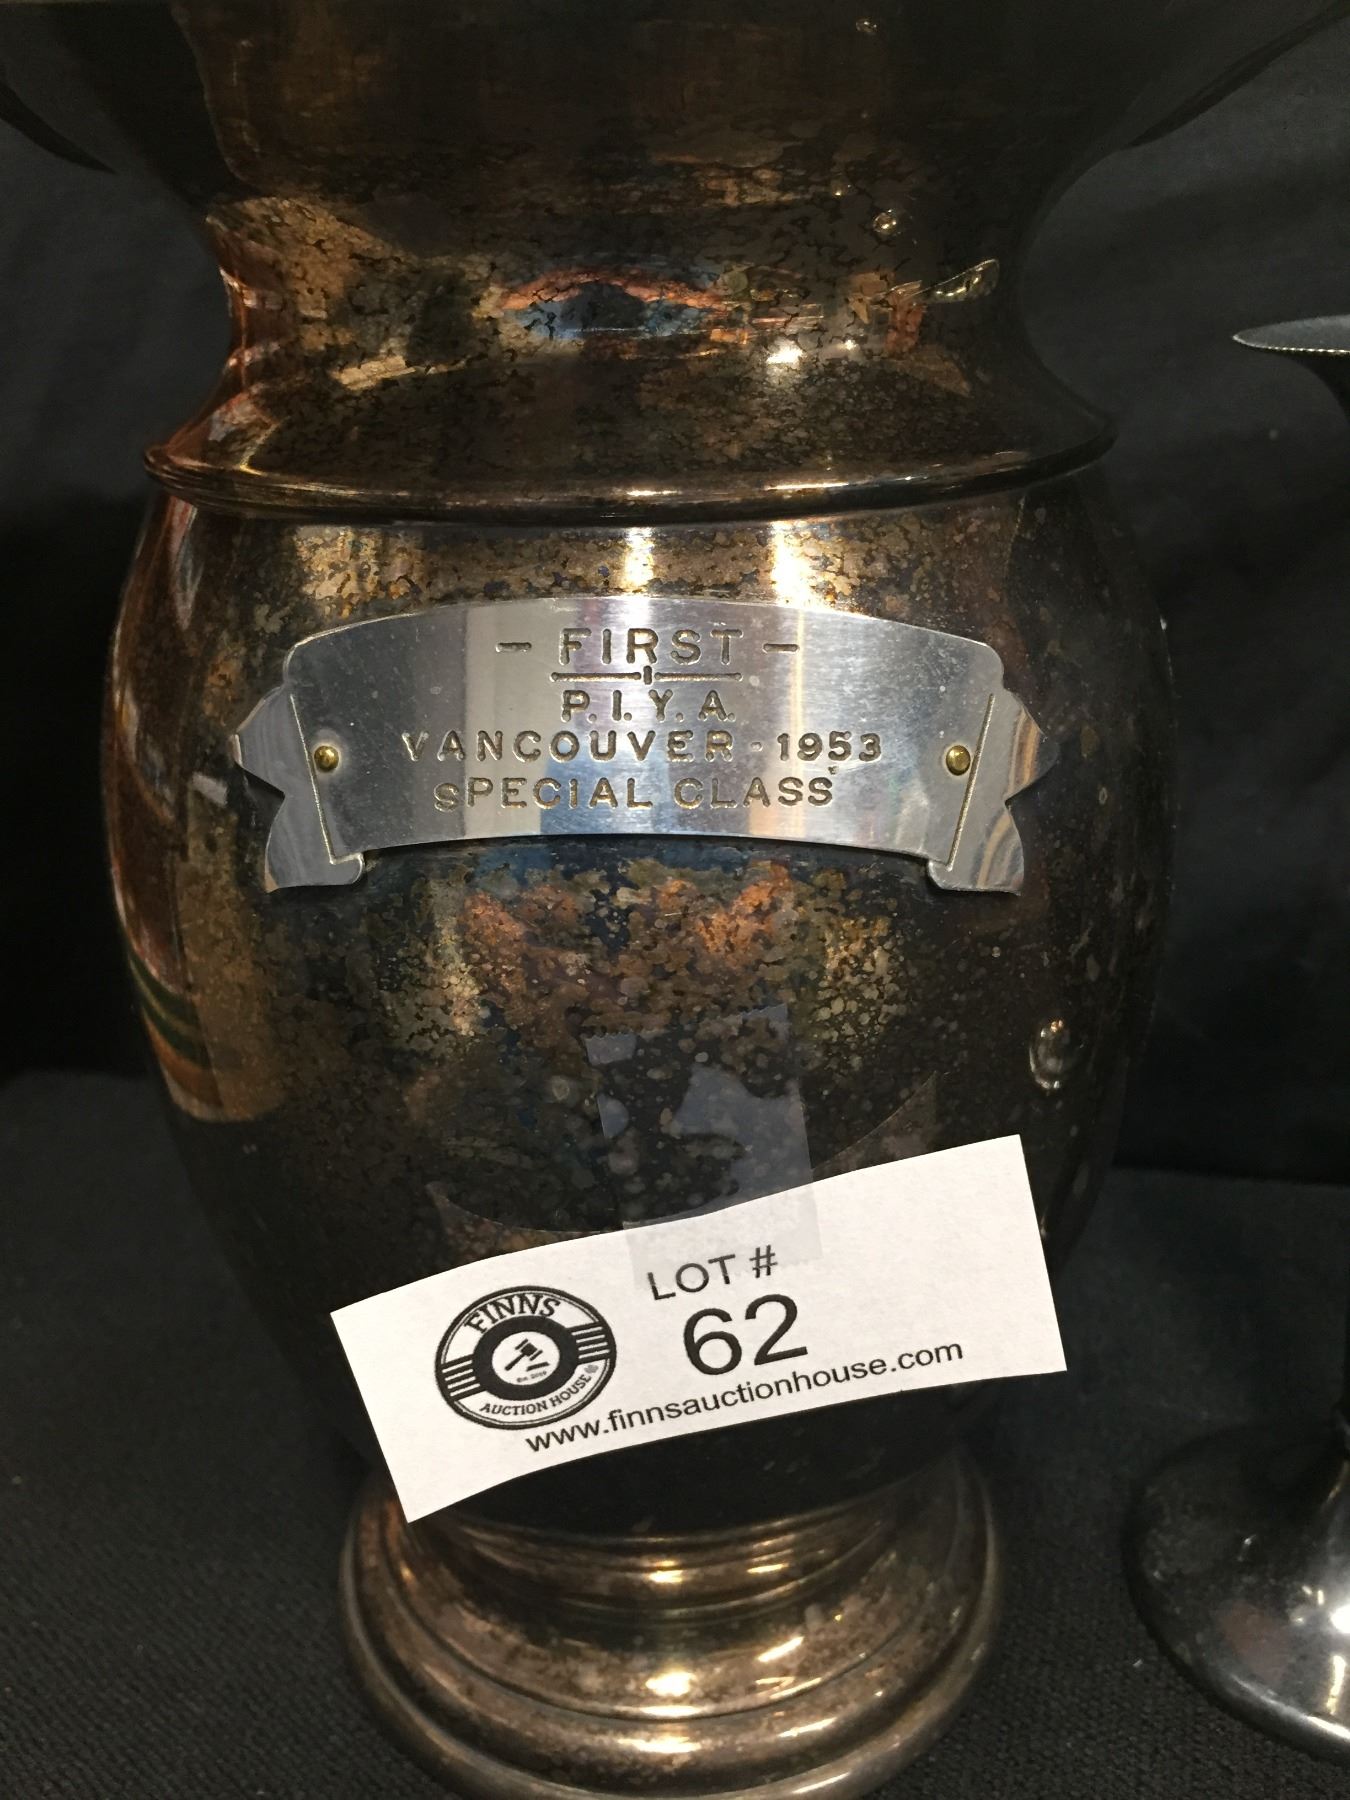 - FIRST -
P.I.Y.A.
VANCOUVER - 1953
SPECIAL CLASS
LOT #
62
FINNS
AUCTION HOUSE
www.finnsauctionhouse.com